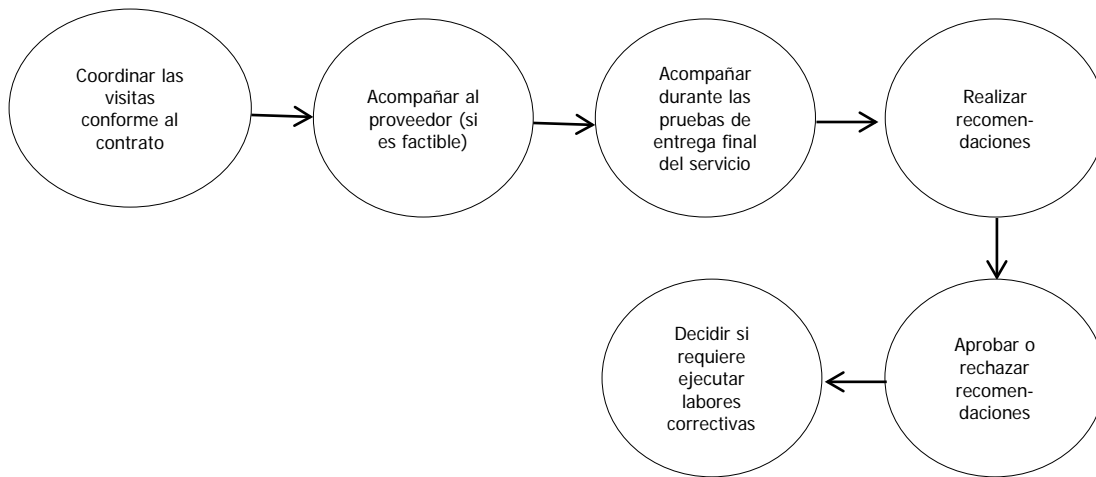 Coordinar las
visitas
conforme al
contrato
Acompañar al
proveedor (si
es factible)
Acompañar
durante las
pruebas de
entrega final
del servicio
Realizar
recomen-
daciones
Aprobar o
rechazar
recomen-
daciones
Decidir si
requiere
ejecutar
labores
correctivas